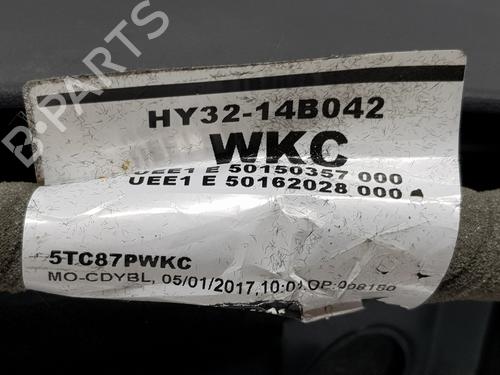 B-PARTS
HY32-14B042
WKC
UEE1 E 50150357 000
UEE1 E 50162028 000
5TC87PWKC
MO-CDYBL, 05/01/2017,10:0